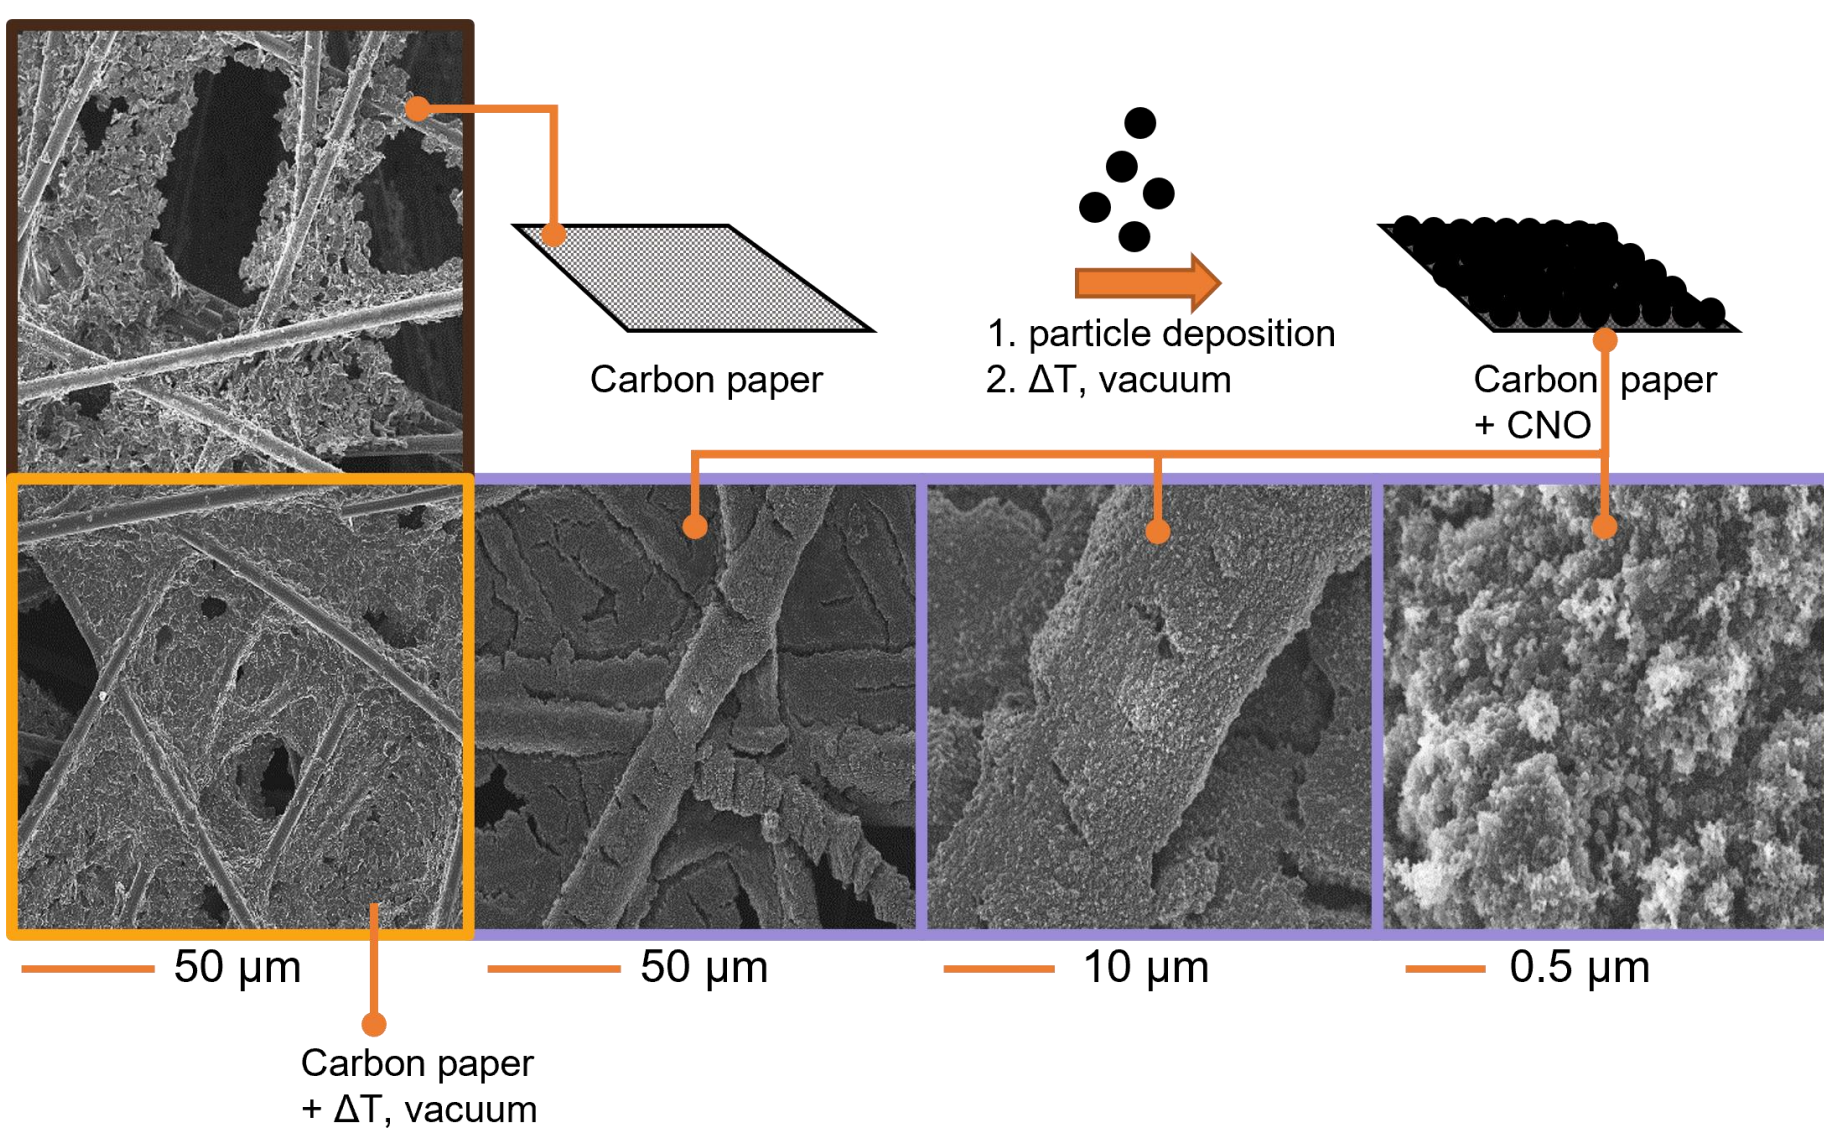 1. particle deposition
2. ΔT, vacuum
Carbon paper
Carbon paper
+ CNO
50 µm
50 µm
10 µm
0.5 µm
Carbon paper
+ ΔT, vacuum